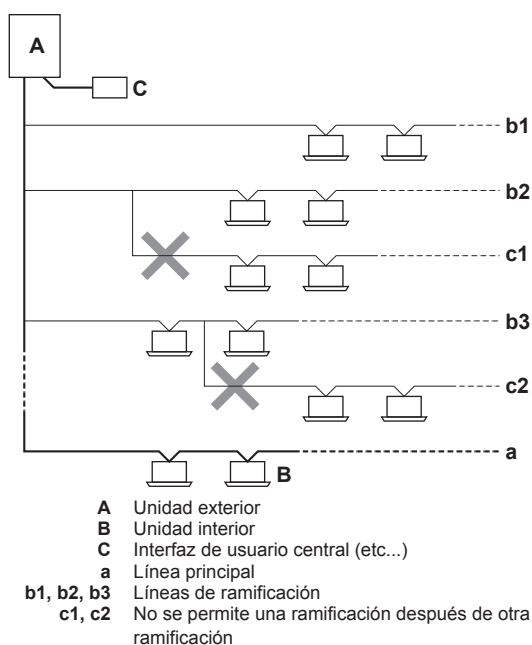 A
C
b1
b2
c1
b3
c2
a
B
A Unidad exterior
B Unidad interior
C Interfaz de usuario central (etc...)
a Línea principal
b1, b2, b3 Líneas de ramificación
c1, c2 No se permite una ramificación después de otra
ramificación